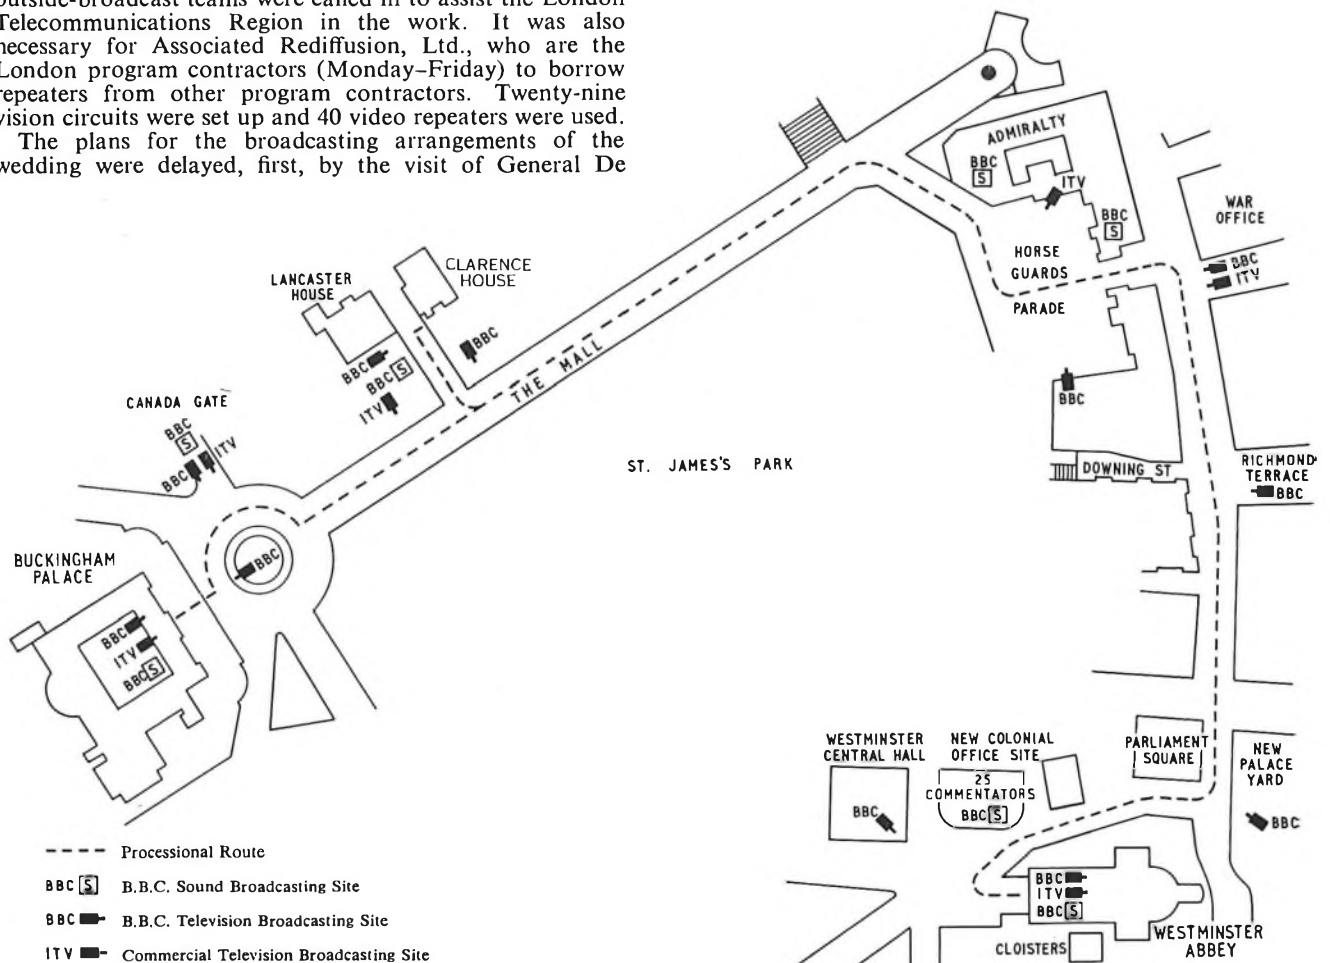 outside-broadcast teams were called in to assist the London
Telecommunications Region in the work. It was also
necessary for Associated Rediffusion, Ltd., who are the
London program contractors (Monday–Friday) to borrow
repeaters from other program contractors. Twenty-nine
vision circuits were set up and 40 video repeaters were used.
The plans for the broadcasting arrangements of the
wedding were delayed, first, by the visit of General De
ADMIRALTY
BBC
S
ITV
BBC
S
WAR
OFFICE
HORSE
GUARDS
PARADE
BBC
ITV
CLARENCE
HOUSE
LANCASTER
HOUSE
BBC
BBC
BBC S
ITV
THE MALL
BBC
CANADA GATE
BBC
S
ITV
BBC
ST. JAMES'S PARK
DOWNING ST
RICHMOND
TERRACE
BBC
BUCKINGHAM
PALACE
BBC
BBC
ITV
BBC S
WESTMINSTER
CENTRAL HALL
BBC
NEW COLONIAL
OFFICE SITE
25
COMMENTATORS
BBC S
PARLIAMENT
SQUARE
NEW
PALACE
YARD
BBC
BBC
ITV
BBC S
WESTMINSTER
ABBEY
CLOISTERS
Processional Route
BBC S B.B.C. Sound Broadcasting Site
BBC B.B.C. Television Broadcasting Site
ITV Commercial Television Broadcasting Site